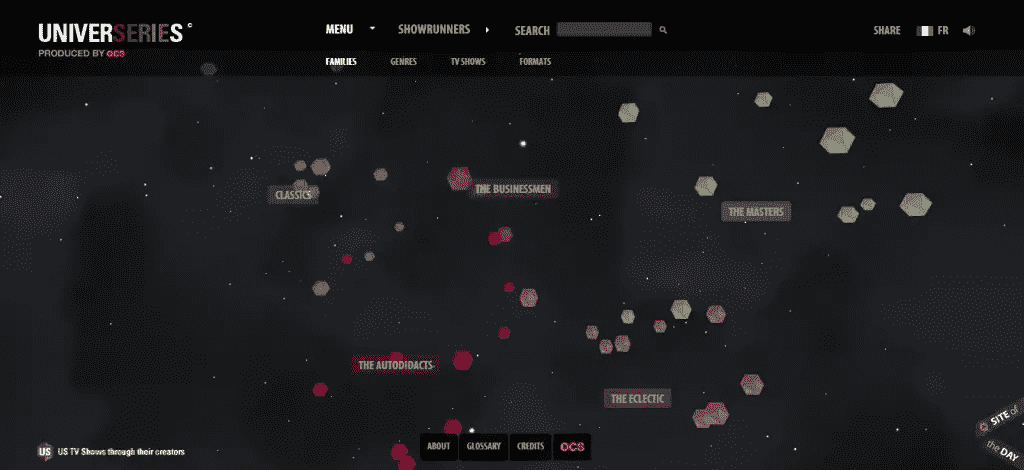 UNIVERSERIES ©
PRODUCED BY OCS
MENU
SHOWRUNNERS
SEARCH
SHARE
FR
FAMILIES
GENRES
TV SHOWS
FORMATS
CLASSICS
THE BUSINESSMEN
THE MASTERS
THE AUTODIDACTS
THE ECLECTIC
US US TV Shows through their creators
ABOUT
GLOSSARY
CREDITS
OCS
SITE of
the DAY